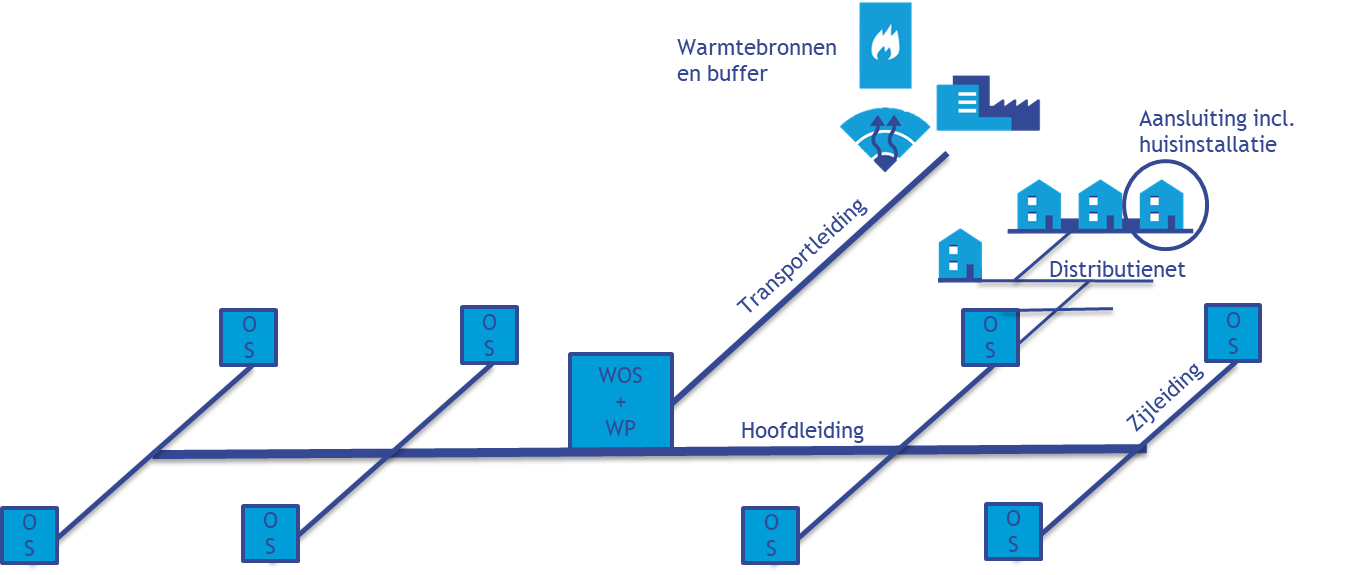 Warmtebronnen
en buffer
Aansluiting incl.
huisinstallatie
Transportleiding
Distributienet
O
S
O
S
O
S
O
S
WOS
+
WP
Zijleiding
Hoofdleiding
O
S
O
S
O
S
O
S